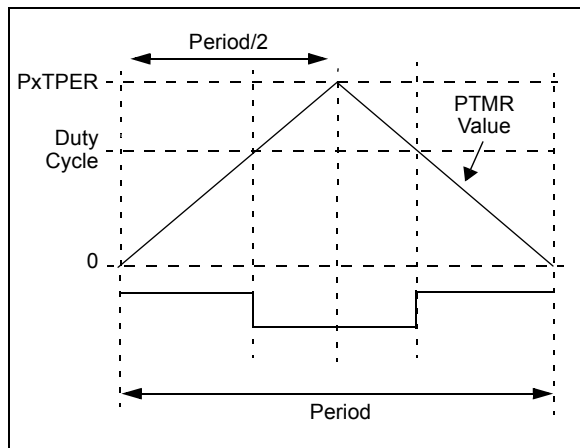 Period/2
PxTPER
PTMR
Value
Duty
Cycle
0
Period